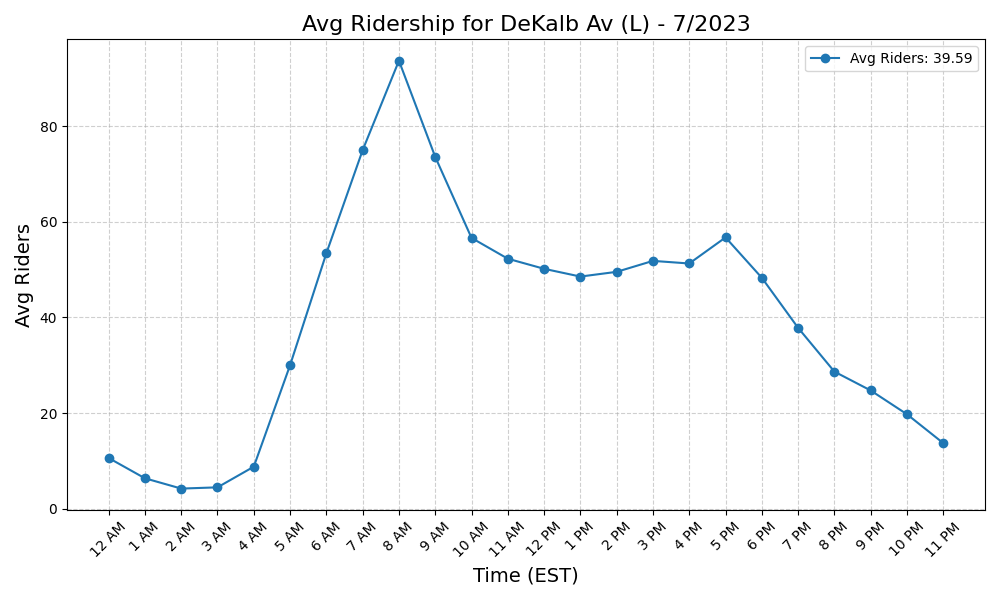 Avg Ridership for DeKalb Av (L) - 7/2023
Avg Riders: 39.59
Avg Riders
80
60
40
20
0
12 AM
1 AM
2 AM
3 AM
4 AM
5 AM
6 AM
7 AM
8 AM
9 AM
10 AM
11 AM
12 PM
1 PM
2 PM
3 PM
4 PM
5 PM
6 PM
7 PM
8 PM
9 PM
10 PM
11 PM
Time (EST)